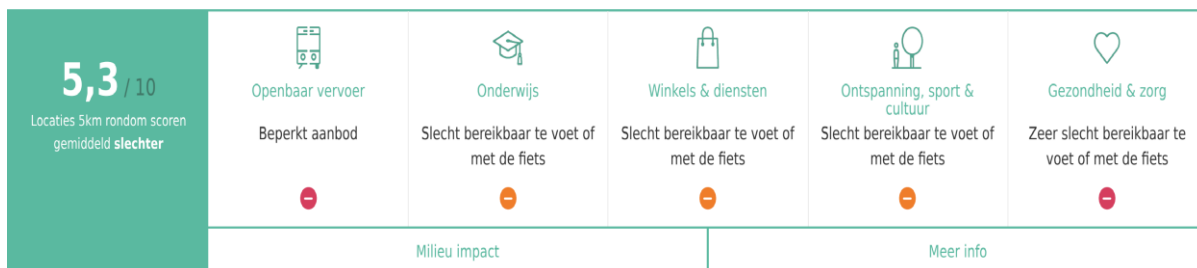 5,3 / 10
Locaties 5km rondom scoren
gemiddeld slechter
Openbaar vervoer
Beperkt aanbod
Onderwijs
Slecht bereikbaar te voet of
met de fiets
Winkels & diensten
Slecht bereikbaar te voet of
met de fiets
Ontspanning, sport &
cultuur
Slecht bereikbaar te voet of
met de fiets
Gezondheid & zorg
Zeer slecht bereikbaar te
voet of met de fiets
Milieu impact
Meer info